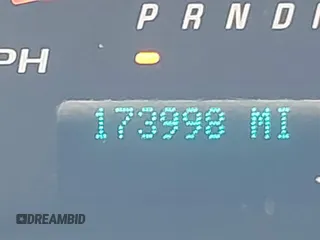 P R N D
PH
173998 MI
DREAMBID